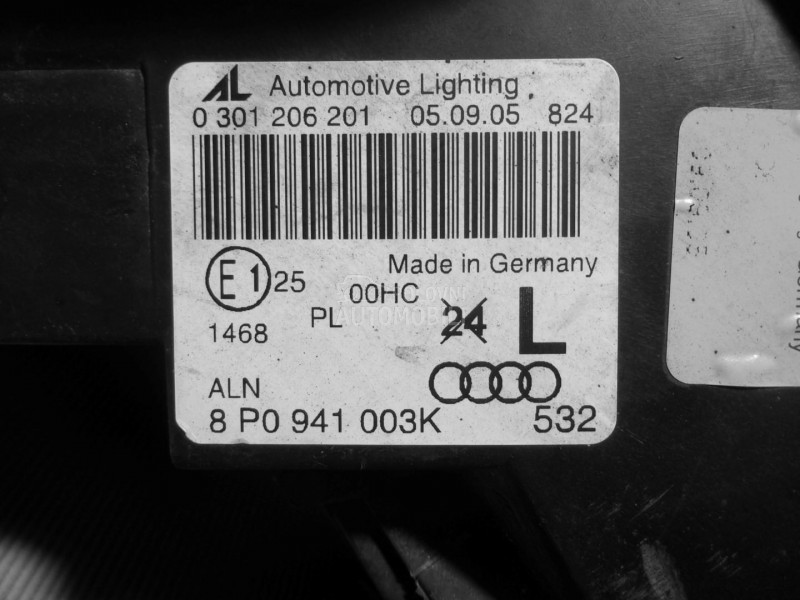 AL Automotive Lighting
0 301 206 201 05.09.05 824
Made in Germany
E1 25
00HC
PL 24 L
1468
ALN
8 P0 941 003K 532
Germany